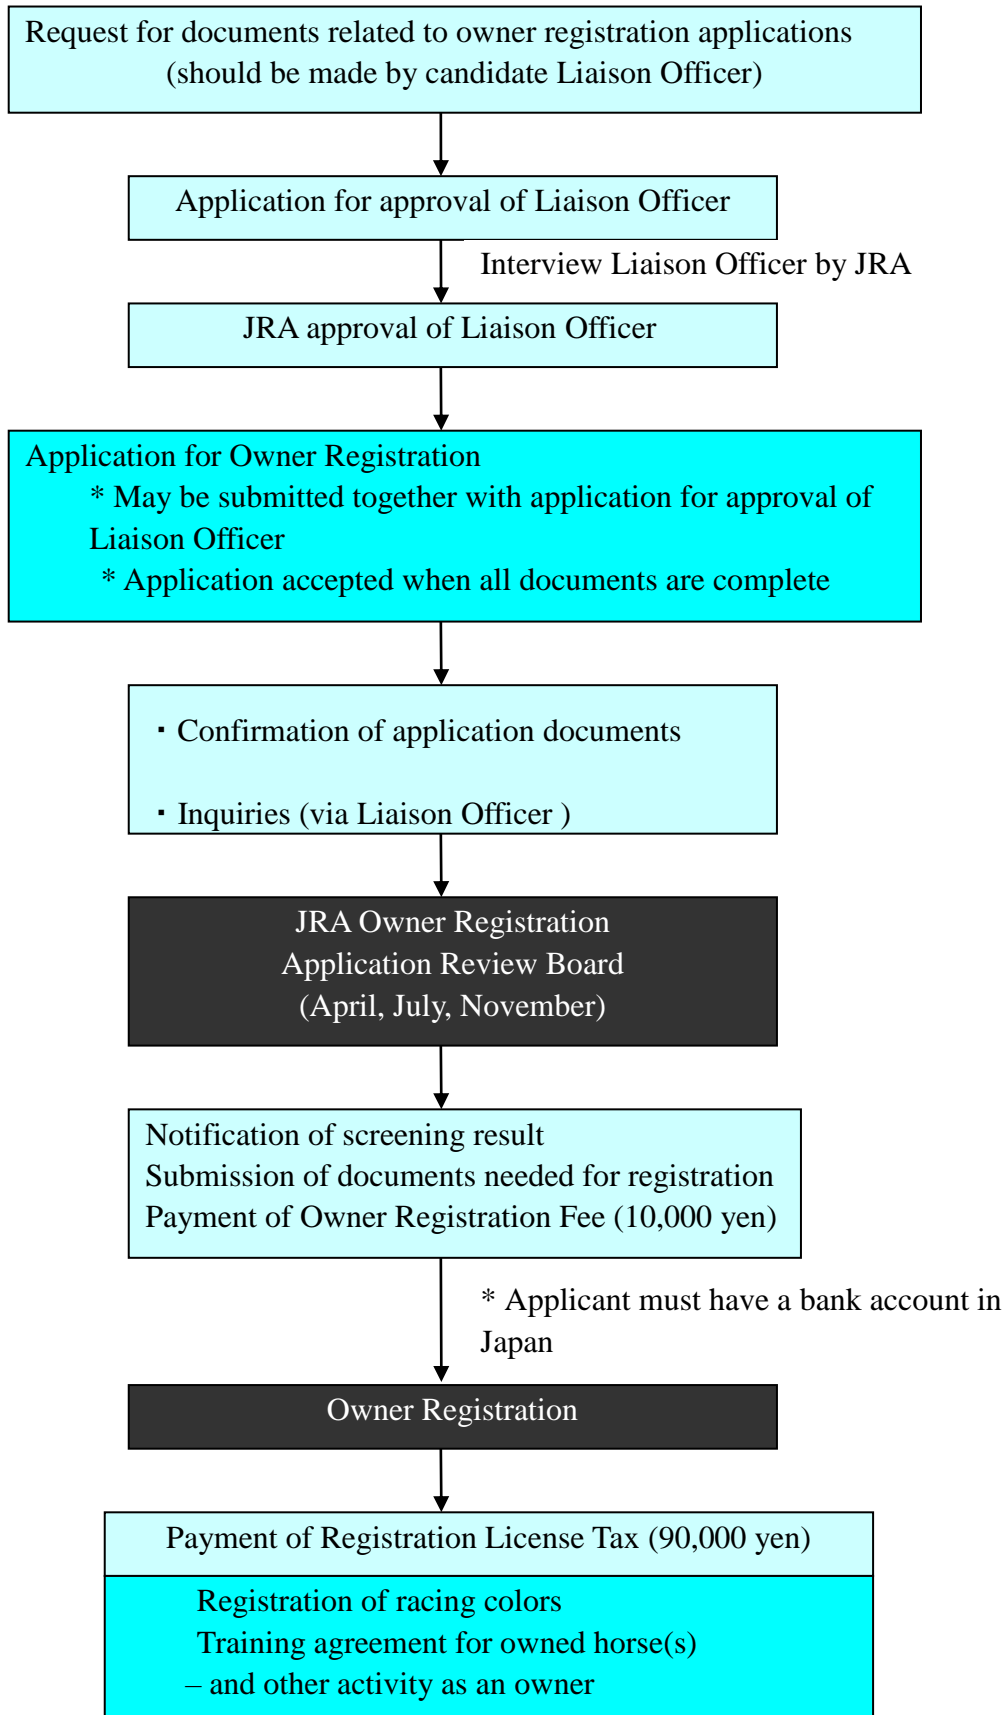 Request for documents related to owner registration applications
(should be made by candidate Liaison Officer)
Application for approval of Liaison Officer
Interview Liaison Officer by JRA
JRA approval of Liaison Officer
Application for Owner Registration
* May be submitted together with application for approval of
Liaison Officer
* Application accepted when all documents are complete
・Confirmation of application documents
・Inquiries (via Liaison Officer )
JRA Owner Registration
Application Review Board
(April, July, November)
Notification of screening result
Submission of documents needed for registration
Payment of Owner Registration Fee (10,000 yen)
* Applicant must have a bank account in
Japan
Owner Registration
Payment of Registration License Tax (90,000 yen)
Registration of racing colors
Training agreement for owned horse(s)
– and other activity as an owner